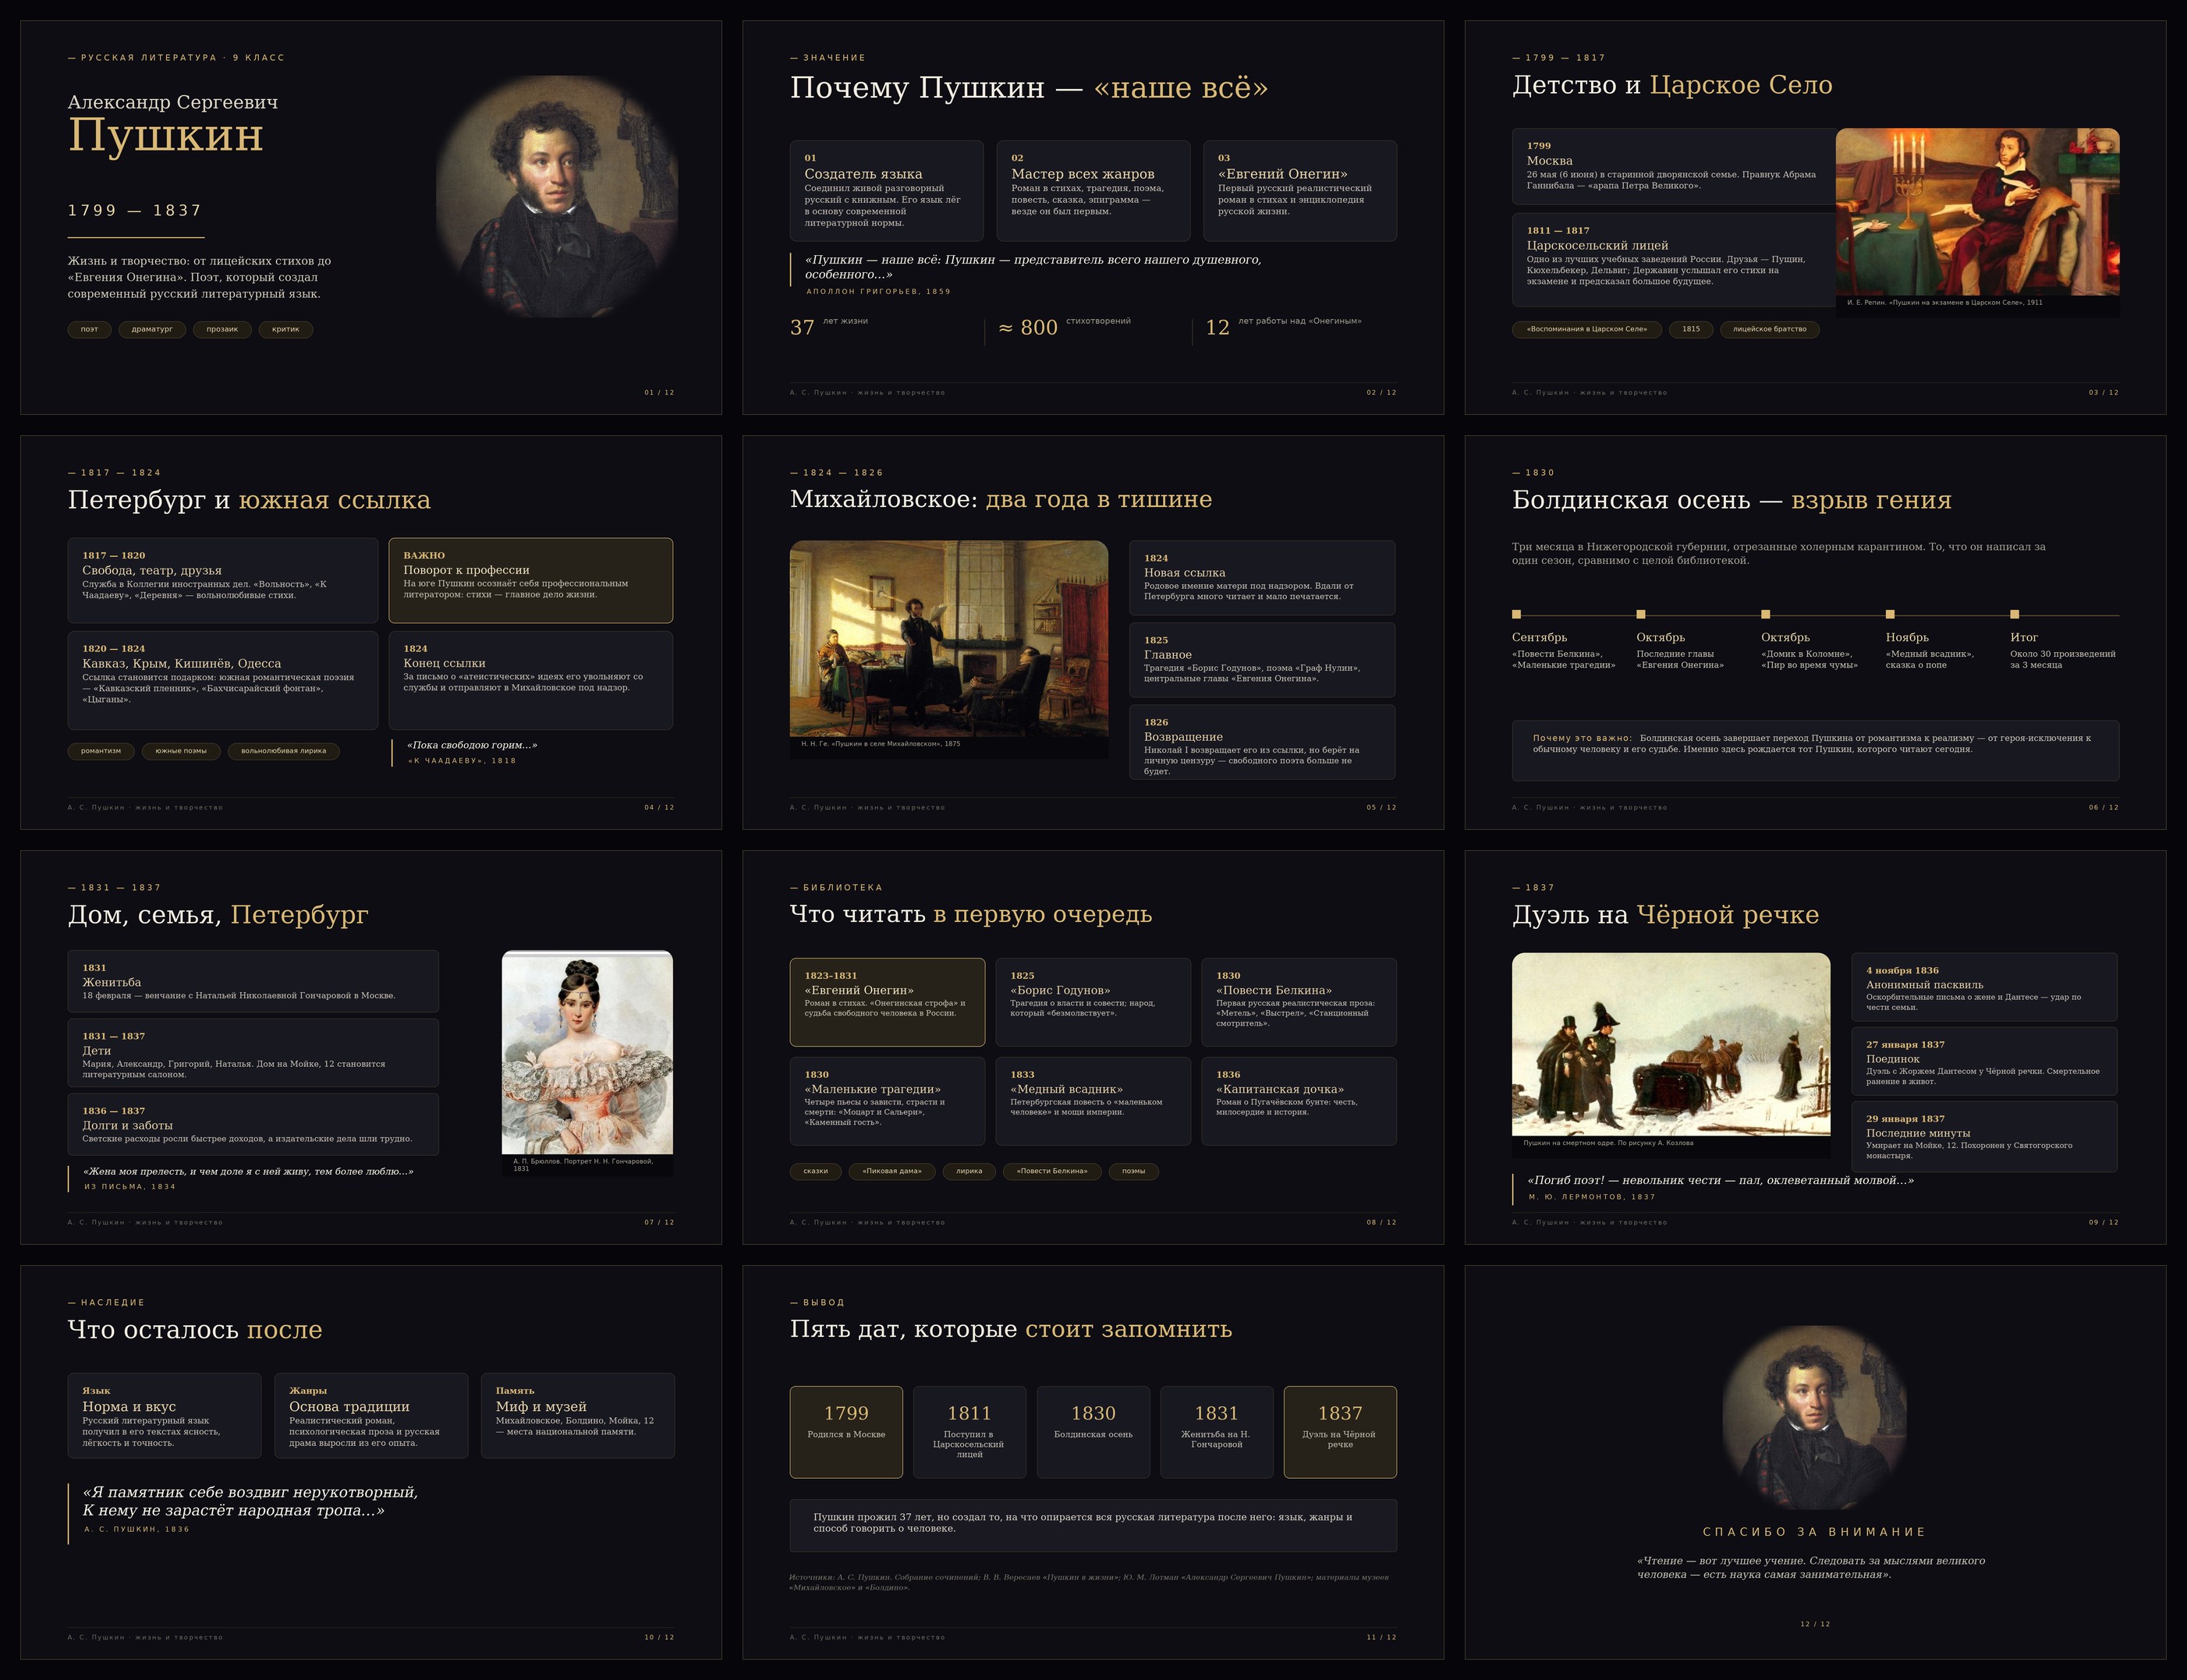 — РУССКАЯ ЛИТЕРАТУРА · 9 КЛАСС
Александр Сергеевич
Пушкин
1799 — 1837
Жизнь и творчество: от лицейских стихов до
«Евгения Онегина». Поэт, который создал
современный русский литературный язык.
поэт
драматург
прозаик
критик
01 / 12
— ЗНАЧЕНИЕ
Почему Пушкин — «наше всё»
01
Создатель языка
Соединил живой разговорный
русский с книжным. Его язык лёг
в основу современной
литературной нормы.
02
Мастер всех жанров
Роман в стихах, трагедия, поэма,
повесть, сказка, эпиграмма —
везде он был первым.
03
«Евгений Онегин»
Первый русский реалистический
роман в стихах и энциклопедия
русской жизни.
«Пушкин — наше всё: Пушкин — представитель всего нашего душевного,
особенного…»
АПОЛЛОН ГРИГОРЬЕВ, 1859
37 лет жизни
≈ 800 стихотворений
12 лет работы над «Онегиным»
А. С. Пушкин · жизнь и творчество
02 / 12
— 1799 — 1817
Детство и Царское Село
1799
Москва
26 мая (6 июня) в старинной дворянской семье. Правнук Абрама
Ганнибала — «арапа Петра Великого».
1811 — 1817
Царскосельский лицей
Одно из лучших учебных заведений России. Друзья — Пущин,
Кюхельбекер, Дельвиг; Державин услышал его стихи на
экзамене и предсказал большое будущее.
И. Е. Репин. «Пушкин на экзамене в Царском Селе», 1911
«Воспоминания в Царском Селе»
1815
лицейское братство
А. С. Пушкин · жизнь и творчество
03 / 12
— 1817 — 1824
Петербург и южная ссылка
1817 — 1820
Свобода, театр, друзья
Служба в Коллегии иностранных дел. «Вольность», «К
Чаадаеву», «Деревня» — вольнолюбивые стихи.
ВАЖНО
Поворот к профессии
На юге Пушкин осознаёт себя профессиональным
литератором: стихи — главное дело жизни.
1820 — 1824
Кавказ, Крым, Кишинёв, Одесса
Ссылка становится подарком: южная романтическая поэзия
— «Кавказский пленник», «Бахчисарайский фонтан»,
«Цыганы».
1824
Конец ссылки
За письмо о «атеистических» идеях его увольняют со
службы и отправляют в Михайловское под надзор.
романтизм
южные поэмы
вольнолюбивая лирика
«Пока свободою горим…»
«К ЧААДАЕВУ», 1818
А. С. Пушкин · жизнь и творчество
04 / 12
— 1824 — 1826
Михайловское: два года в тишине
Н. Н. Ге. «Пушкин в селе Михайловском», 1875
1824
Новая ссылка
Родовое имение матери под надзором. Вдали от
Петербурга много читает и мало печатается.
1825
Главное
Трагедия «Борис Годунов», поэма «Граф Нулин»,
центральные главы «Евгения Онегина».
1826
Возвращение
Николай I возвращает его из ссылки, но берёт на
личную цензуру — свободного поэта больше не
будет.
А. С. Пушкин · жизнь и творчество
05 / 12
— 1830
Болдинская осень — взрыв гения
Три месяца в Нижегородской губернии, отрезанные холерным карантином. То, что он написал за
один сезон, сравнимо с целой библиотекой.
Сентябрь
«Повести Белкина»,
«Маленькие трагедии»
Октябрь
Последние главы
«Евгения Онегина»
Октябрь
«Домик в Коломне»,
«Пир во время чумы»
Ноябрь
«Медный всадник»,
сказка о попе
Итог
Около 30 произведений
за 3 месяца
Почему это важно: Болдинская осень завершает переход Пушкина от романтизма к реализму — от героя-исключения к
обычному человеку и его судьбе. Именно здесь рождается тот Пушкин, которого читают сегодня.
А. С. Пушкин · жизнь и творчество
06 / 12
— 1831 — 1837
Дом, семья, Петербург
1831
Женитьба
18 февраля — венчание с Натальей Николаевной Гончаровой в Москве.
1831 — 1837
Дети
Мария, Александр, Григорий, Наталья. Дом на Мойке, 12 становится
литературным салоном.
1836 — 1837
Долги и заботы
Светские расходы росли быстрее доходов, а издательские дела шли трудно.
А. П. Брюллов. Портрет Н. Н. Гончаровой,
1831
«Жена моя прелесть, и чем доле я с ней живу, тем более люблю…»
ИЗ ПИСЬМА, 1834
А. С. Пушкин · жизнь и творчество
07 / 12
— БИБЛИОТЕКА
Что читать в первую очередь
1823–1831
«Евгений Онегин»
Роман в стихах. «Онегинская строфа» и
судьба свободного человека в России.
1825
«Борис Годунов»
Трагедия о власти и совести; народ,
который «безмолвствует».
1830
«Повести Белкина»
Первая русская реалистическая проза:
«Метель», «Выстрел», «Станционный
смотритель».
1830
«Маленькие трагедии»
Четыре пьесы о зависти, страсти и
смерти: «Моцарт и Сальери»,
«Каменный гость».
1833
«Медный всадник»
Петербургская повесть о «маленьком
человеке» и мощи империи.
1836
«Капитанская дочка»
Роман о Пугачёвском бунте: честь,
милосердие и история.
сказки
«Пиковая дама»
лирика
«Повести Белкина»
поэмы
А. С. Пушкин · жизнь и творчество
08 / 12
— 1837
Дуэль на Чёрной речке
Пушкин на смертном одре. По рисунку А. Козлова
4 ноября 1836
Анонимный пасквиль
Оскорбительные письма о жене и Дантесе — удар по
чести семьи.
27 января 1837
Поединок
Дуэль с Жоржем Дантесом у Чёрной речки. Смертельное
ранение в живот.
29 января 1837
Последние минуты
Умирает на Мойке, 12. Похоронен у Святогорского
монастыря.
«Погиб поэт! — невольник чести — пал, оклеветанный молвой…»
М. Ю. ЛЕРМОНТОВ, 1837
А. С. Пушкин · жизнь и творчество
09 / 12
— НАСЛЕДИЕ
Что осталось после
Язык
Норма и вкус
Русский литературный язык
получил в его текстах ясность,
лёгкость и точность.
Жанры
Основа традиции
Реалистический роман,
психологическая проза и русская
драма выросли из его опыта.
Память
Миф и музей
Михайловское, Болдино, Мойка, 12
— места национальной памяти.
«Я памятник себе воздвиг нерукотворный,
К нему не зарастёт народная тропа…»
А. С. ПУШКИН, 1836
А. С. Пушкин · жизнь и творчество
10 / 12
— ВЫВОД
Пять дат, которые стоит запомнить
1799
Родился в Москве
1811
Поступил в
Царскосельский
лицей
1830
Болдинская осень
1831
Женитьба на Н.
Гончаровой
1837
Дуэль на Чёрной
речке
Пушкин прожил 37 лет, но создал то, на что опирается вся русская литература после него: язык, жанры и
способ говорить о человеке.
Источники: А. С. Пушкин. Собрание сочинений; В. В. Вересаев «Пушкин в жизни»; Ю. М. Лотман «Александр Сергеевич Пушкин»; материалы музеев
«Михайловское» и «Болдино».
А. С. Пушкин · жизнь и творчество
11 / 12
СПАСИБО ЗА ВНИМАНИЕ
«Чтение — вот лучшее учение. Следовать за мыслями великого
человека — есть наука самая занимательная».
12 / 12